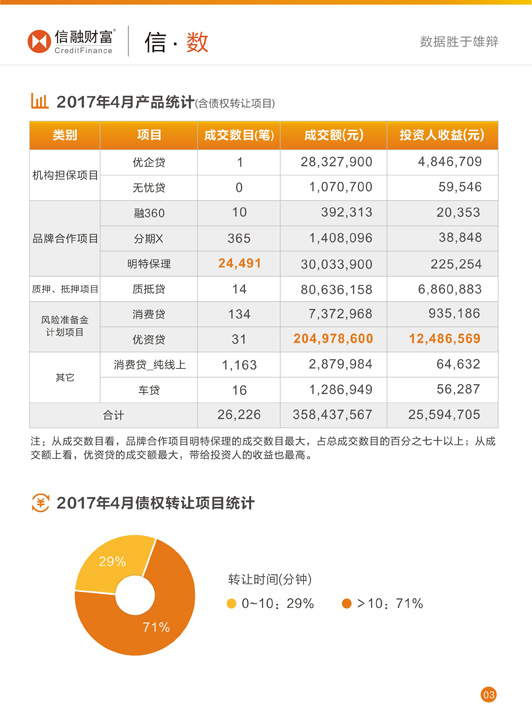 信融财富®
CreditFinance
信·数
数据胜于雄辩
2017年4月产品统计(含债权转让项目)
类别 项目 成交数目(笔) 成交额(元) 投资人收益(元)
机构担保项目 优企贷 1 28,327,900 4,846,709
无忧贷 0 1,070,700 59,546
品牌合作项目 融360 10 392,313 20,353
分期X 365 1,408,096 38,848
明特保理 24,491 30,033,900 225,254
质押、抵押项目 质抵贷 14 80,636,158 6,860,883
风险准备金
计划项目
消费贷 134 7,372,968 935,186
优资贷 31 204,978,600 12,486,569
其它 消费贷_纯线上 1,163 2,879,984 64,632
车贷 16 1,286,949 56,287
合计 26,226 358,437,567 25,594,705
注：从成交数目看，品牌合作项目明特保理的成交数目最大，占总成交数目的百分之七十以上；从成
交额上看，优资贷的成交额最大，带给投资人的收益也最高。
2017年4月债权转让项目统计
29%
71%
转让时间(分钟)
0~10：29% >10：71%
03